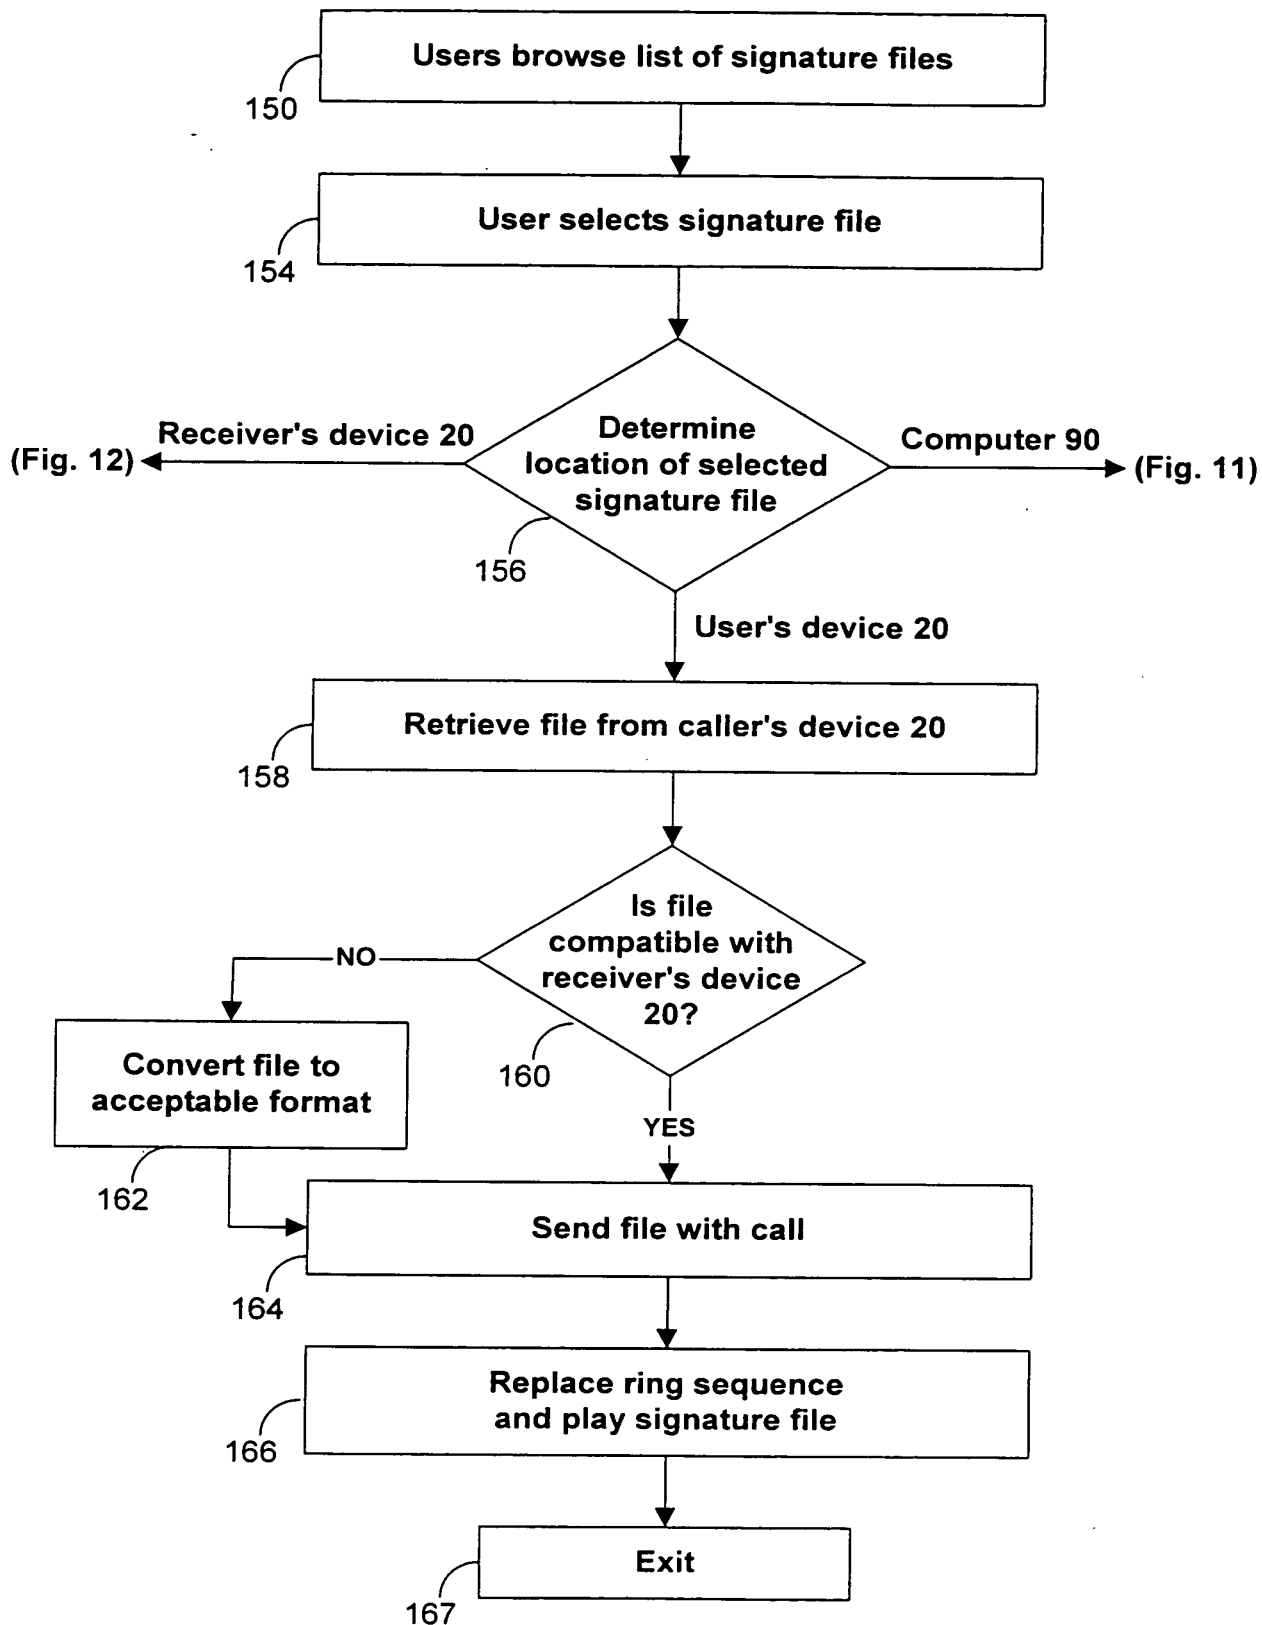 Users browse list of signature files
150
User selects signature file
154
Determine
location of selected
signature file
Receiver's device 20
(Fig. 12)
Computer 90
(Fig. 11)
156
User's device 20
Retrieve file from caller's device 20
158
Is file
compatible with
receiver's device
20?
NO
160
Convert file to
acceptable format
YES
162
Send file with call
164
Replace ring sequence
and play signature file
166
Exit
167